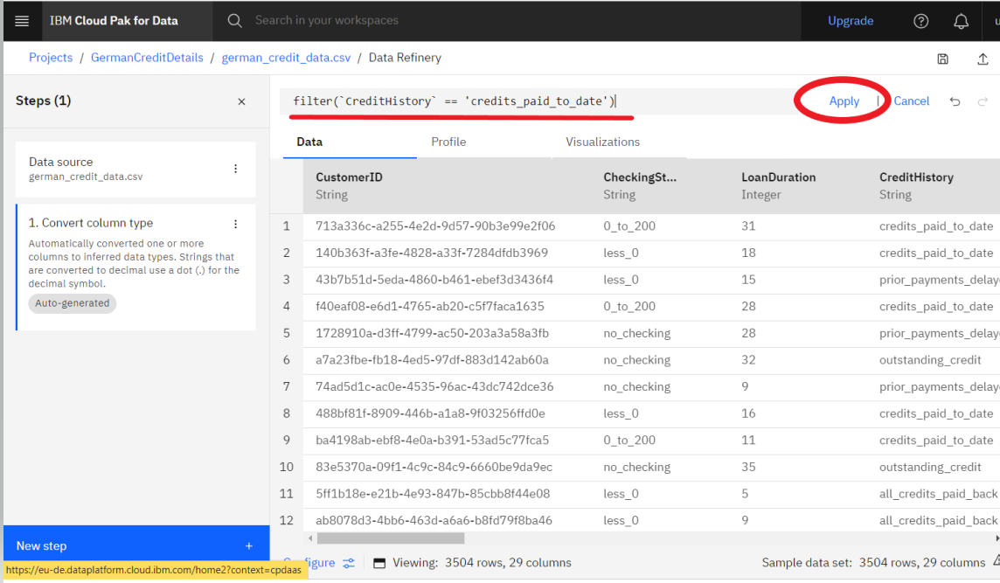 IBM Cloud Pak for Data
Search in your workspaces
Upgrade
Projects / GermanCreditDetails / german_credit_data.csv / Data Refinery
Steps (1)
filter(`CreditHistory` == 'credits_paid_to_date')
Apply | Cancel
Data Profile Visualizations
Data source
german_credit_data.csv
1. Convert column type
Automatically converted one or more
columns to inferred data types. Strings that
are converted to decimal use a dot (.) for the
decimal symbol.
Auto-generated
CustomerID CheckingSt... LoanDuration CreditHistory
String String Integer String
1 713a336c-a255-4e2d-9d57-90b3e99e2f06 0_to_200 31 credits_paid_to_date
2 140b363f-a3fe-4828-a33f-7284dfdb3969 less_0 18 credits_paid_to_date
3 43b7b51d-5eda-4860-b461-ebef3d3436f4 less_0 15 prior_payments_delaye
4 f40eaf08-e6d1-4765-ab20-c5f7faca1635 0_to_200 28 credits_paid_to_date
5 1728910a-d3ff-4799-ac50-203a3a58a3fb no_checking 28 prior_payments_delaye
6 a7a23fbe-fb18-4ed5-97df-883d142ab60a no_checking 32 outstanding_credit
7 74ad5d1c-ac0e-4535-96ac-43dc742dce36 no_checking 9 prior_payments_delaye
8 488bf81f-8909-446b-a1a8-9f03256ffd0e less_0 16 credits_paid_to_date
9 ba4198ab-ebf8-4e0a-b391-53ad5c77fca5 0_to_200 11 credits_paid_to_date
10 83e5370a-09f1-4c9c-84c9-6660be9da9ec no_checking 35 outstanding_credit
11 5ff1b18e-e21b-4e93-847b-85cbb8f44e08 less_0 5 all_credits_paid_back
12 ab8078d3-4bb6-463d-a6a6-b8fd79f8ba46 less_0 9 all_credits_paid_back
New step +
https://eu-de.dataplatform.cloud.ibm.com/home2?context=cpdaas
Viewing: 3504 rows, 29 columns
Sample data set: 3504 rows, 29 columns